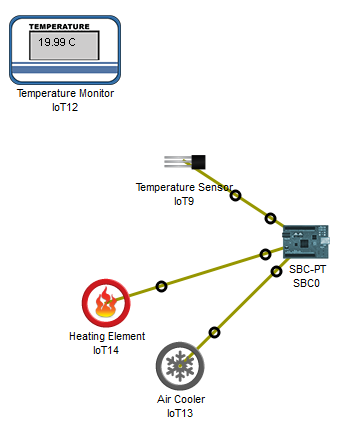 TEMPERATURE
19.99 C
Temperature Monitor
IoT12
Temperature Sensor
IoT9
SBC-PT
SBC0
Heating Element
IoT14
Air Cooler
IoT13